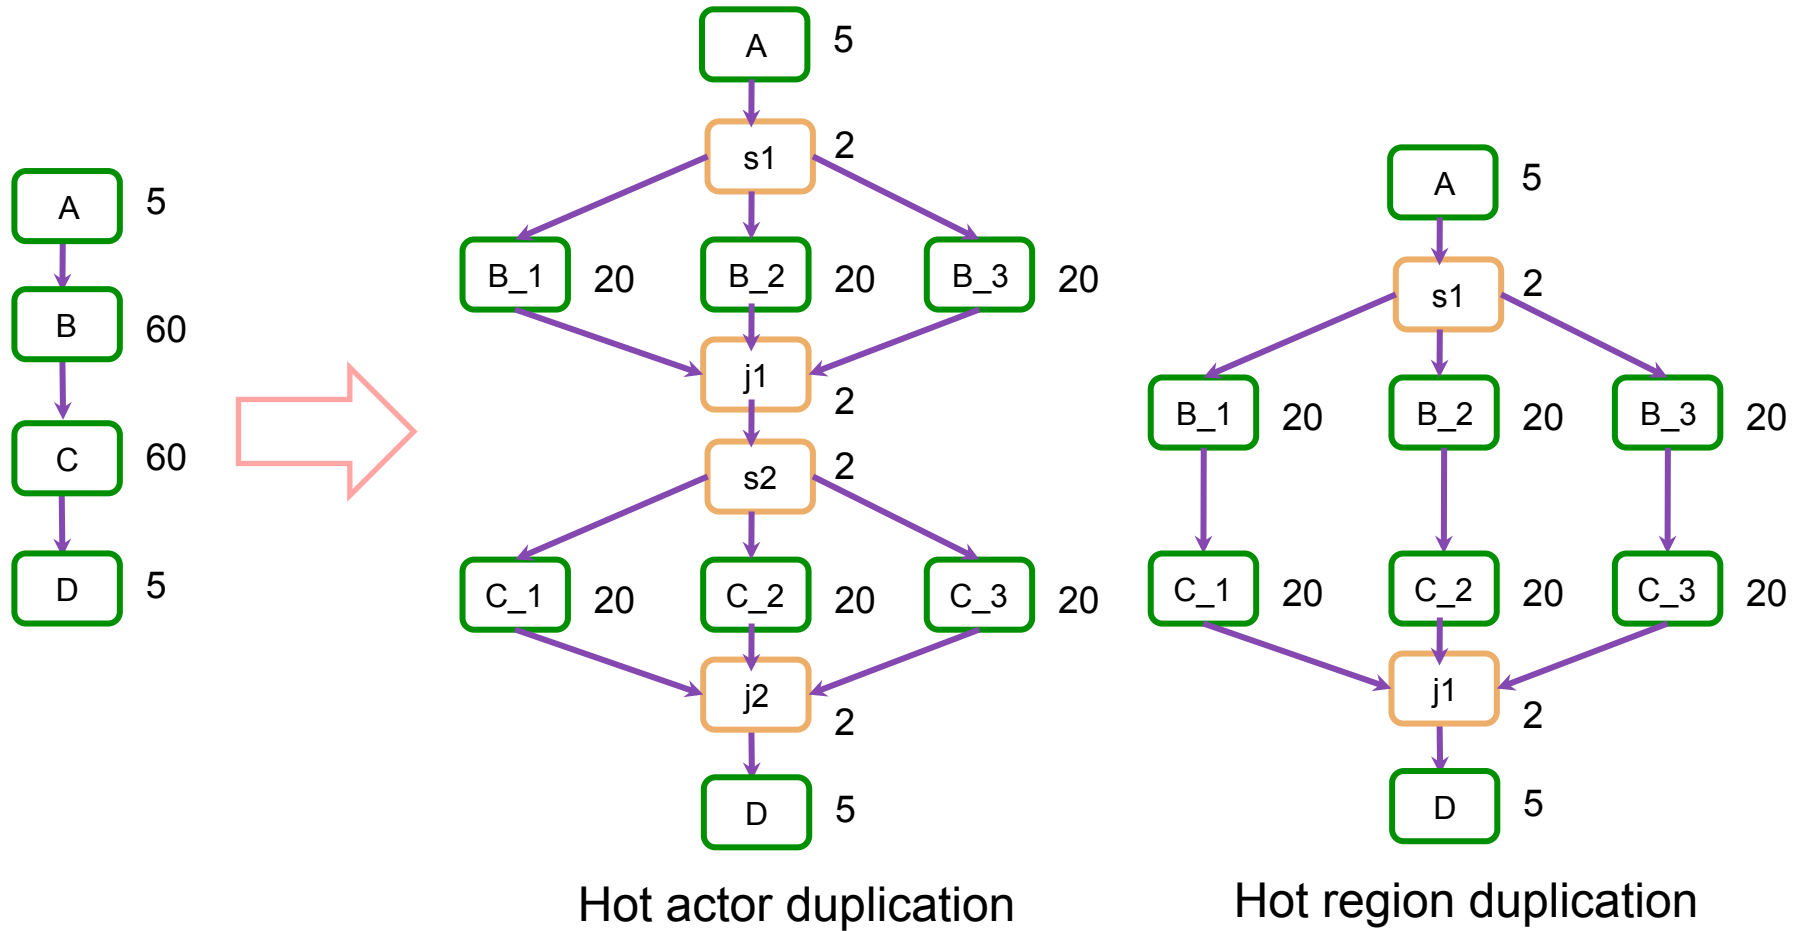 A 5
B 60
C 60
D 5
A 5
s1 2
B_1 20 B_2 20 B_3 20
j1 2
s2 2
C_1 20 C_2 20 C_3 20
j2 2
D 5
Hot actor duplication
A 5
s1 2
B_1 20 B_2 20 B_3 20
C_1 20 C_2 20 C_3 20
j1 2
D 5
Hot region duplication